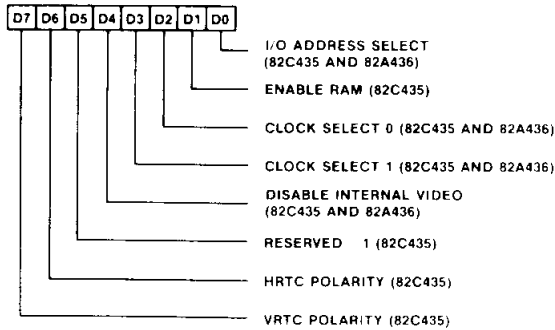 D7 D6 D5 D4 D3 D2 D1 D0
I/O ADDRESS SELECT
(82C435 AND 82A436)
ENABLE RAM (82C435)
CLOCK SELECT 0 (82C435 AND 82A436)
CLOCK SELECT 1 (82C435 AND 82A436)
DISABLE INTERNAL VIDEO
(82C435 AND 82A436)
RESERVED 1 (82C435)
HRTC POLARITY (82C435)
VRTC POLARITY (82C435)